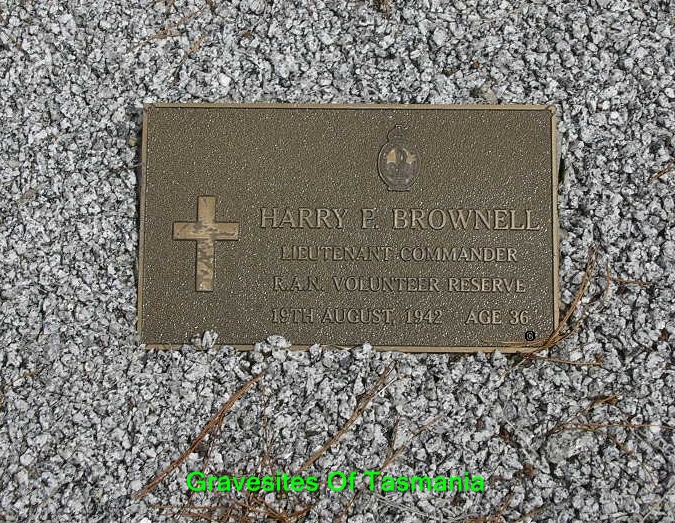 HARRY F. BROWNELL
LIEUTENANT-COMMANDER
R.A.N. VOLUNTEER RESERVE
19TH AUGUST, 1942 AGE 36
Gravesites Of Tasmania